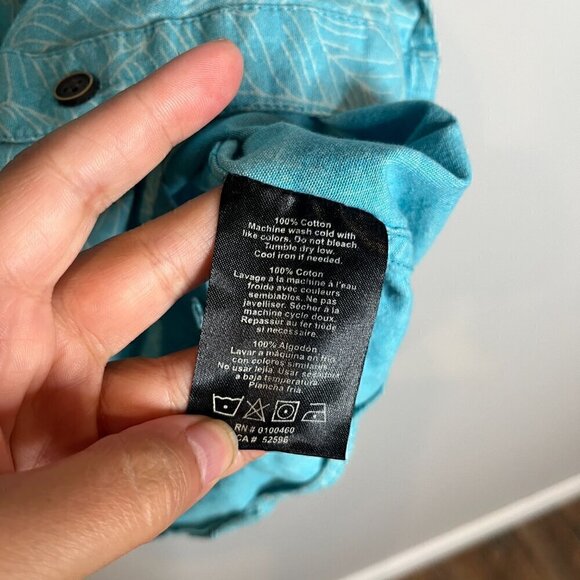 100% Cotton
Machine wash cold with
like colors. Do not bleach.
Tumble dry low.
Cool iron if needed.
100% Coton
Lavage a la machine à l'eau
froide avec couleurs
semblables. Ne pas
javelliser. Sécher à la
machine cycle doux.
Repassut au fer tiède
si necessaire.
100% Algodón
Lavar a máquina en frío
con colores similares
No usar lejía. Usar secadora
a baja temperatura
Plancha fría.
RN # 0100460
CA # 52596